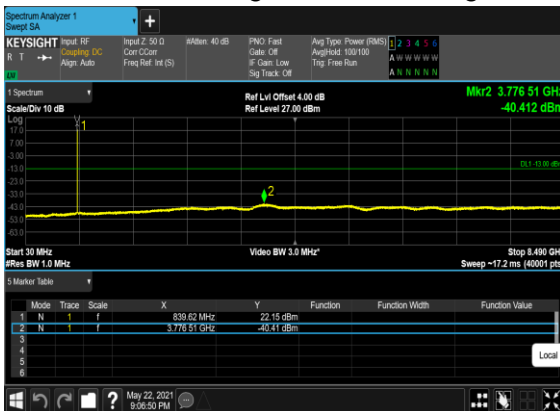 Spectrum Analyzer 1
Swept SA
KEYSIGHT Input: RF Input Z: 50 Ω #Atten: 40 dB PNO: Fast Avg Type: Power (RMS) 1 2 3 4 5 6
R T Coupling: DC Corr CCorr Gate: Off Avg|Hold: 100/100 A W W W W W
Align: Auto Freq Ref: Int (S) IF Gain: Low Trig: Free Run
LV Sig Track: Off A N N N N N
1 Spectrum Ref Lvl Offset 4.00 dB Mkr2 3.776 51 GHz
Scale/Div 10 dB Ref Level 27.00 dBm -40.412 dBm
Log
17.0
7.00
-3.00
-13.0
-23.0
-33.0
-43.0
-53.0
-63.0
1
2
DL1 -13.00 dBm
Start 30 MHz Video BW 3.0 MHz* Stop 8.490 GHz
#Res BW 1.0 MHz Sweep ~17.2 ms (40001 pts)
5 Marker Table
Mode Trace Scale X Y Function Function Width Function Value
1 N 1 f 839.62 MHz 22.15 dBm
2 N 1 f 3.776 51 GHz -40.41 dBm
3
4
5
6
Local
? May 22, 2021
9:06:50 PM